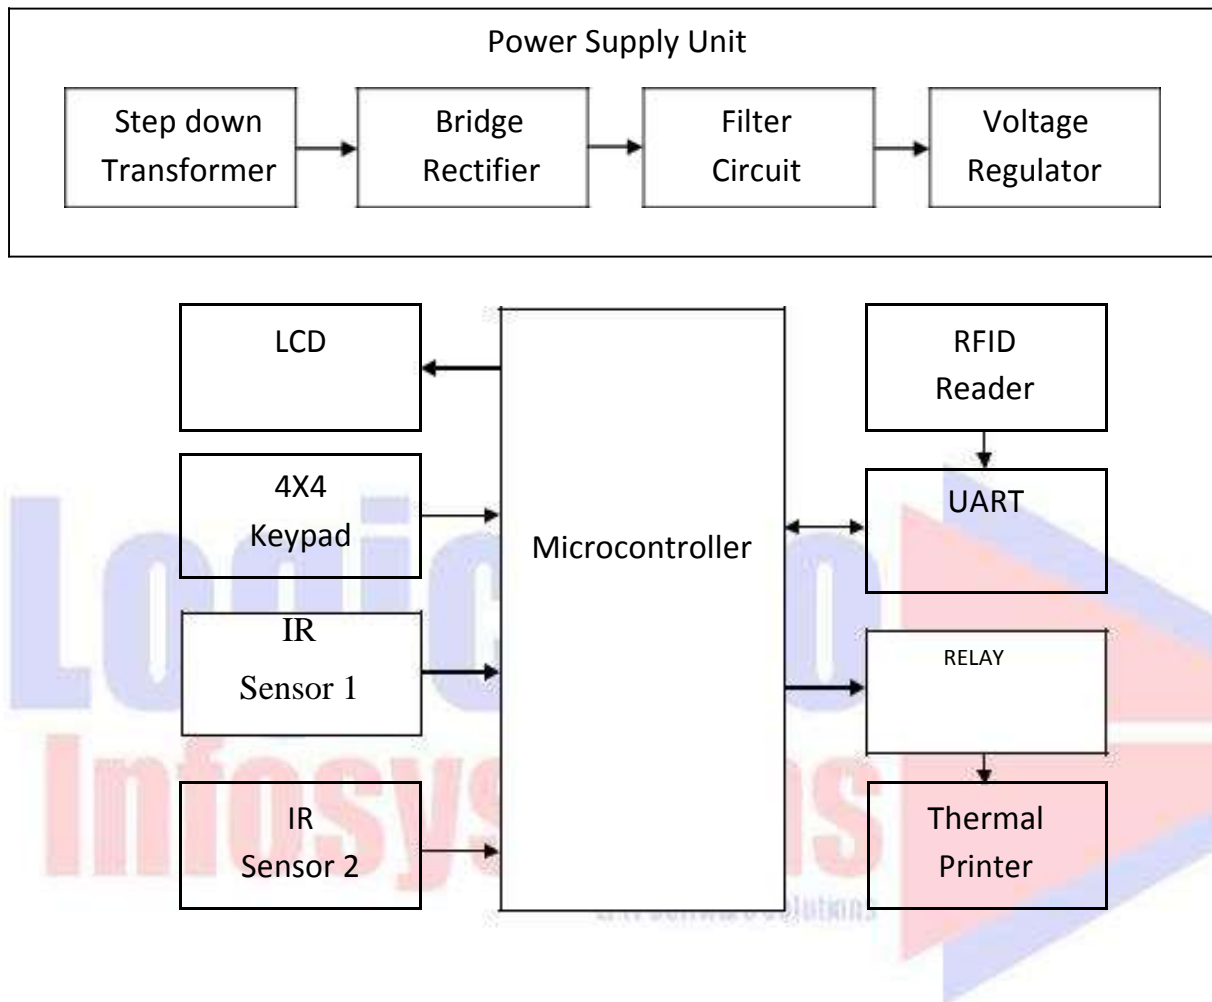 Power Supply Unit
Step down
Transformer
Bridge
Rectifier
Filter
Circuit
Voltage
Regulator
LCD
4X4
Keypad
IR
Sensor 1
IR
Sensor 2
Microcontroller
RFID
Reader
UART
RELAY
Thermal
Printer